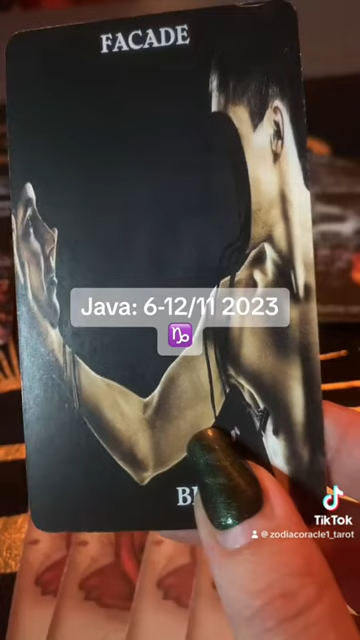 FACADE
Java: 6-12/11 2023
♑
TikTok
@zodiacoracle1_tarot